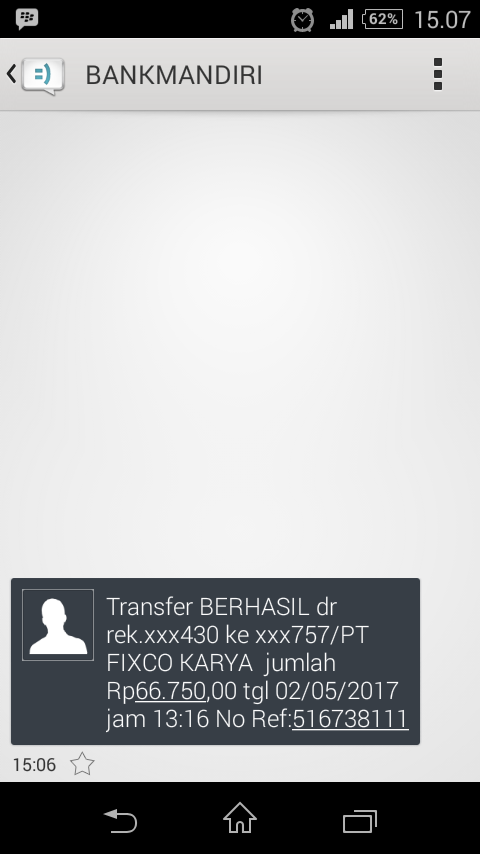 62% 15.07
BANKMANDIRI
Transfer BERHASIL dr
rek.xxx430 ke xxx757/PT
FIXCO KARYA  jumlah
Rp66.750,00 tgl 02/05/2017
jam 13:16 No Ref:516738111
15:06